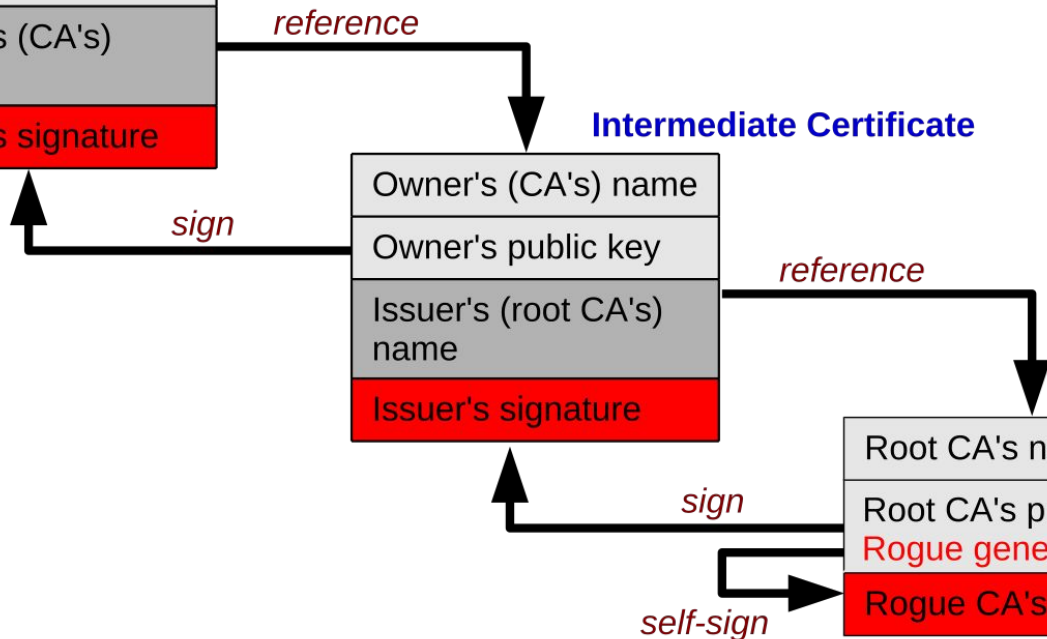 reference
s (CA's)
Intermediate Certificate
s signature
Owner's (CA's) name
sign
Owner's public key
reference
Issuer's (root CA's)
name
Issuer's signature
Root CA's n
sign
Root CA's p
Rogue gene
Rogue CA's
self-sign